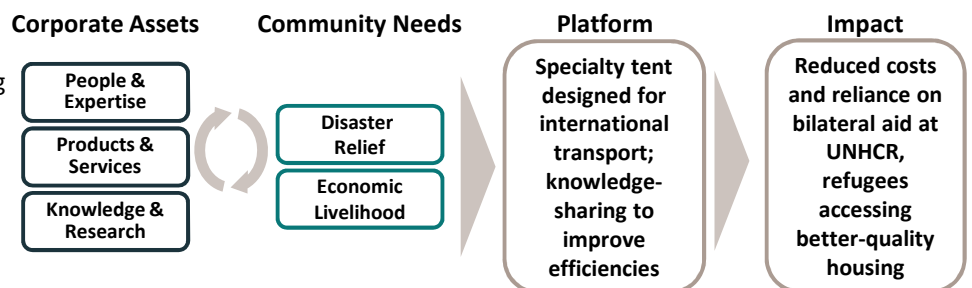 Corporate Assets
Community Needs
Platform
Impact
g
People &
Expertise
Products &
Services
Knowledge &
Research
Disaster
Relief
Economic
Livelihood
Specialty tent
designed for
international
transport;
knowledge-
sharing to
improve
efficiencies
Reduced costs
and reliance on
bilateral aid at
UNHCR,
refugees
accessing
better-quality
housing